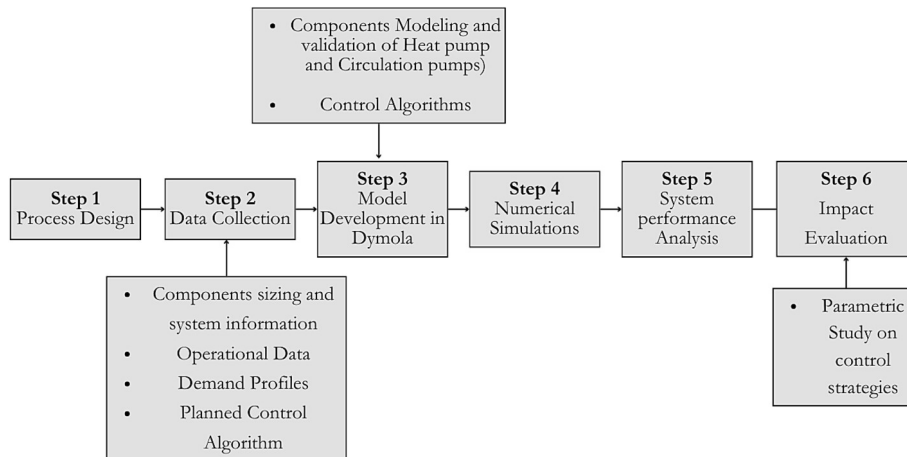 • Components Modeling and
validation of Heat pump
and Circulation pumps)
• Control Algorithms
Step 1
Process Design
Step 2
Data Collection
Step 3
Model
Development in
Dymola
Step 4
Numerical
Simulations
Step 5
System
performance
Analysis
Step 6
Impact
Evaluation
• Components sizing and
system information
• Operational Data
• Demand Profiles
• Planned Control
Algorithm
• Parametric
Study on
control
strategies